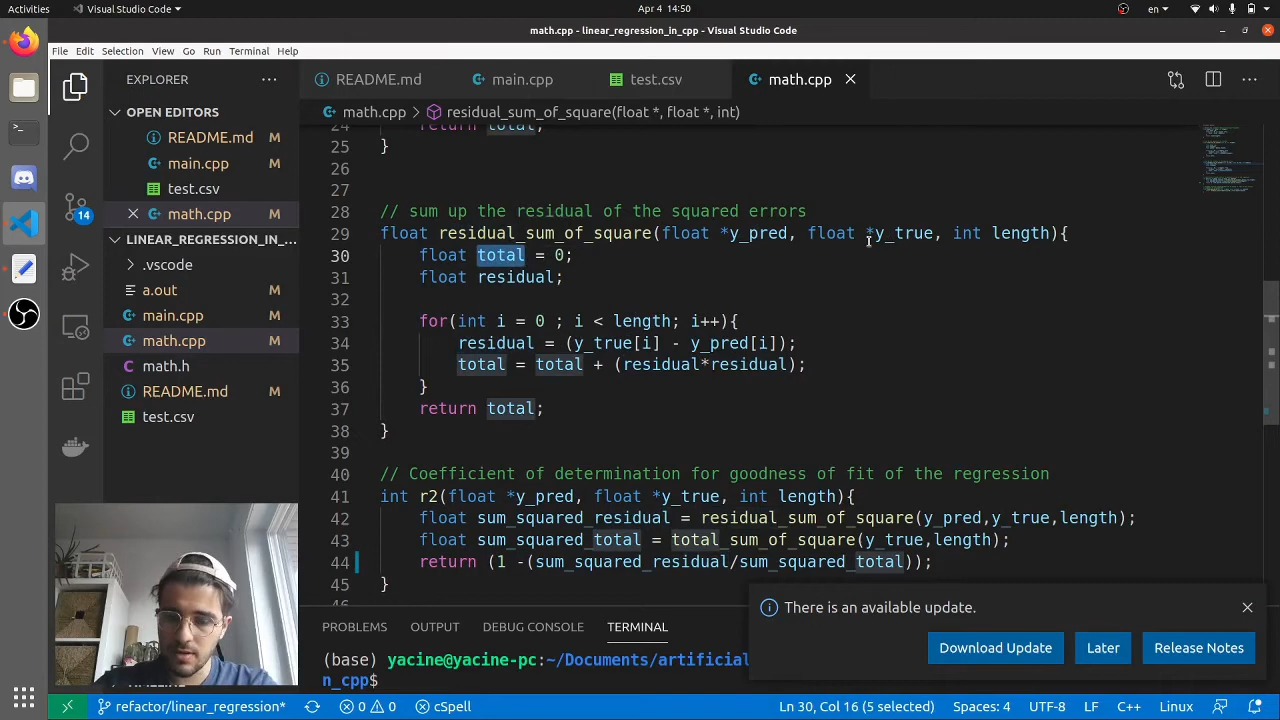 Activities
Visual Studio Code
Apr 4 14:50
en
math.cpp - linear_regression_in_cpp - Visual Studio Code
File Edit Selection View Go Run Terminal Help
EXPLORER
OPEN EDITORS
README.md M
main.cpp M
test.csv
math.cpp M
LINEAR_REGRESSION_IN_...
.vscode
a.out M
main.cpp M
math.cpp M
math.h
README.md M
test.csv
14
README.md
main.cpp
test.csv
math.cpp
math.cpp > residual_sum_of_square(float *, float *, int)
24 return total;
25 }
26
27
28 // sum up the residual of the squared errors
29 float residual_sum_of_square(float *y_pred, float *y_true, int length){
30 float total = 0;
31 float residual;
32
33 for(int i = 0 ; i < length; i++){
34 residual = (y_true[i] - y_pred[i]);
35 total = total + (residual*residual);
36 }
37 return total;
38 }
39
40 // Coefficient of determination for goodness of fit of the regression
41 int r2(float *y_pred, float *y_true, int length){
42 float sum_squared_residual = residual_sum_of_square(y_pred,y_true,length);
43 float sum_squared_total = total_sum_of_square(y_true,length);
44 return (1 -(sum_squared_residual/sum_squared_total));
45 }
46
There is an available update.
Download Update Later Release Notes
PROBLEMS OUTPUT DEBUG CONSOLE TERMINAL
(base) yacine@yacine-pc:~/Documents/artificial
n_cpp$
refactor/linear_regression* 0 0 cSpell
Ln 30, Col 16 (5 selected) Spaces: 4 UTF-8 LF C++ Linux